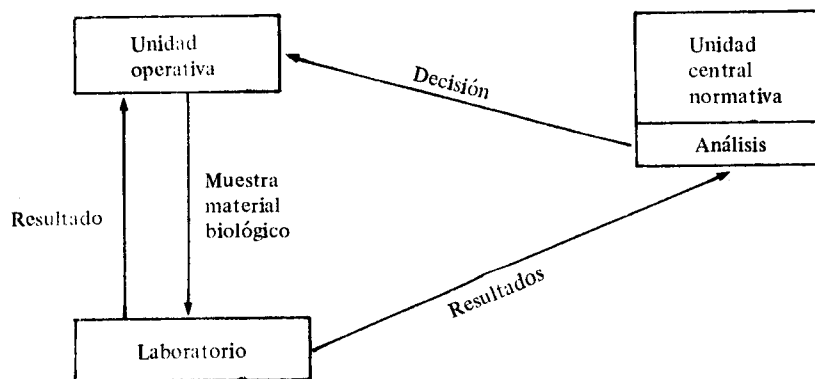 Unidad
operativa
Unidad
central
normativa
Análisis
Decisión
Resultado
Muestra
material
biológico
Resultados
Laboratorio